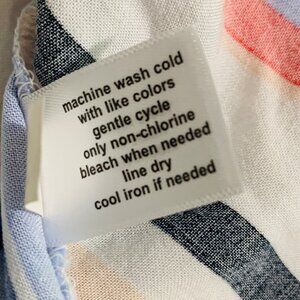 machine wash cold
with like colors
gentle cycle
only non-chlorine
bleach when needed
line dry
cool iron if needed